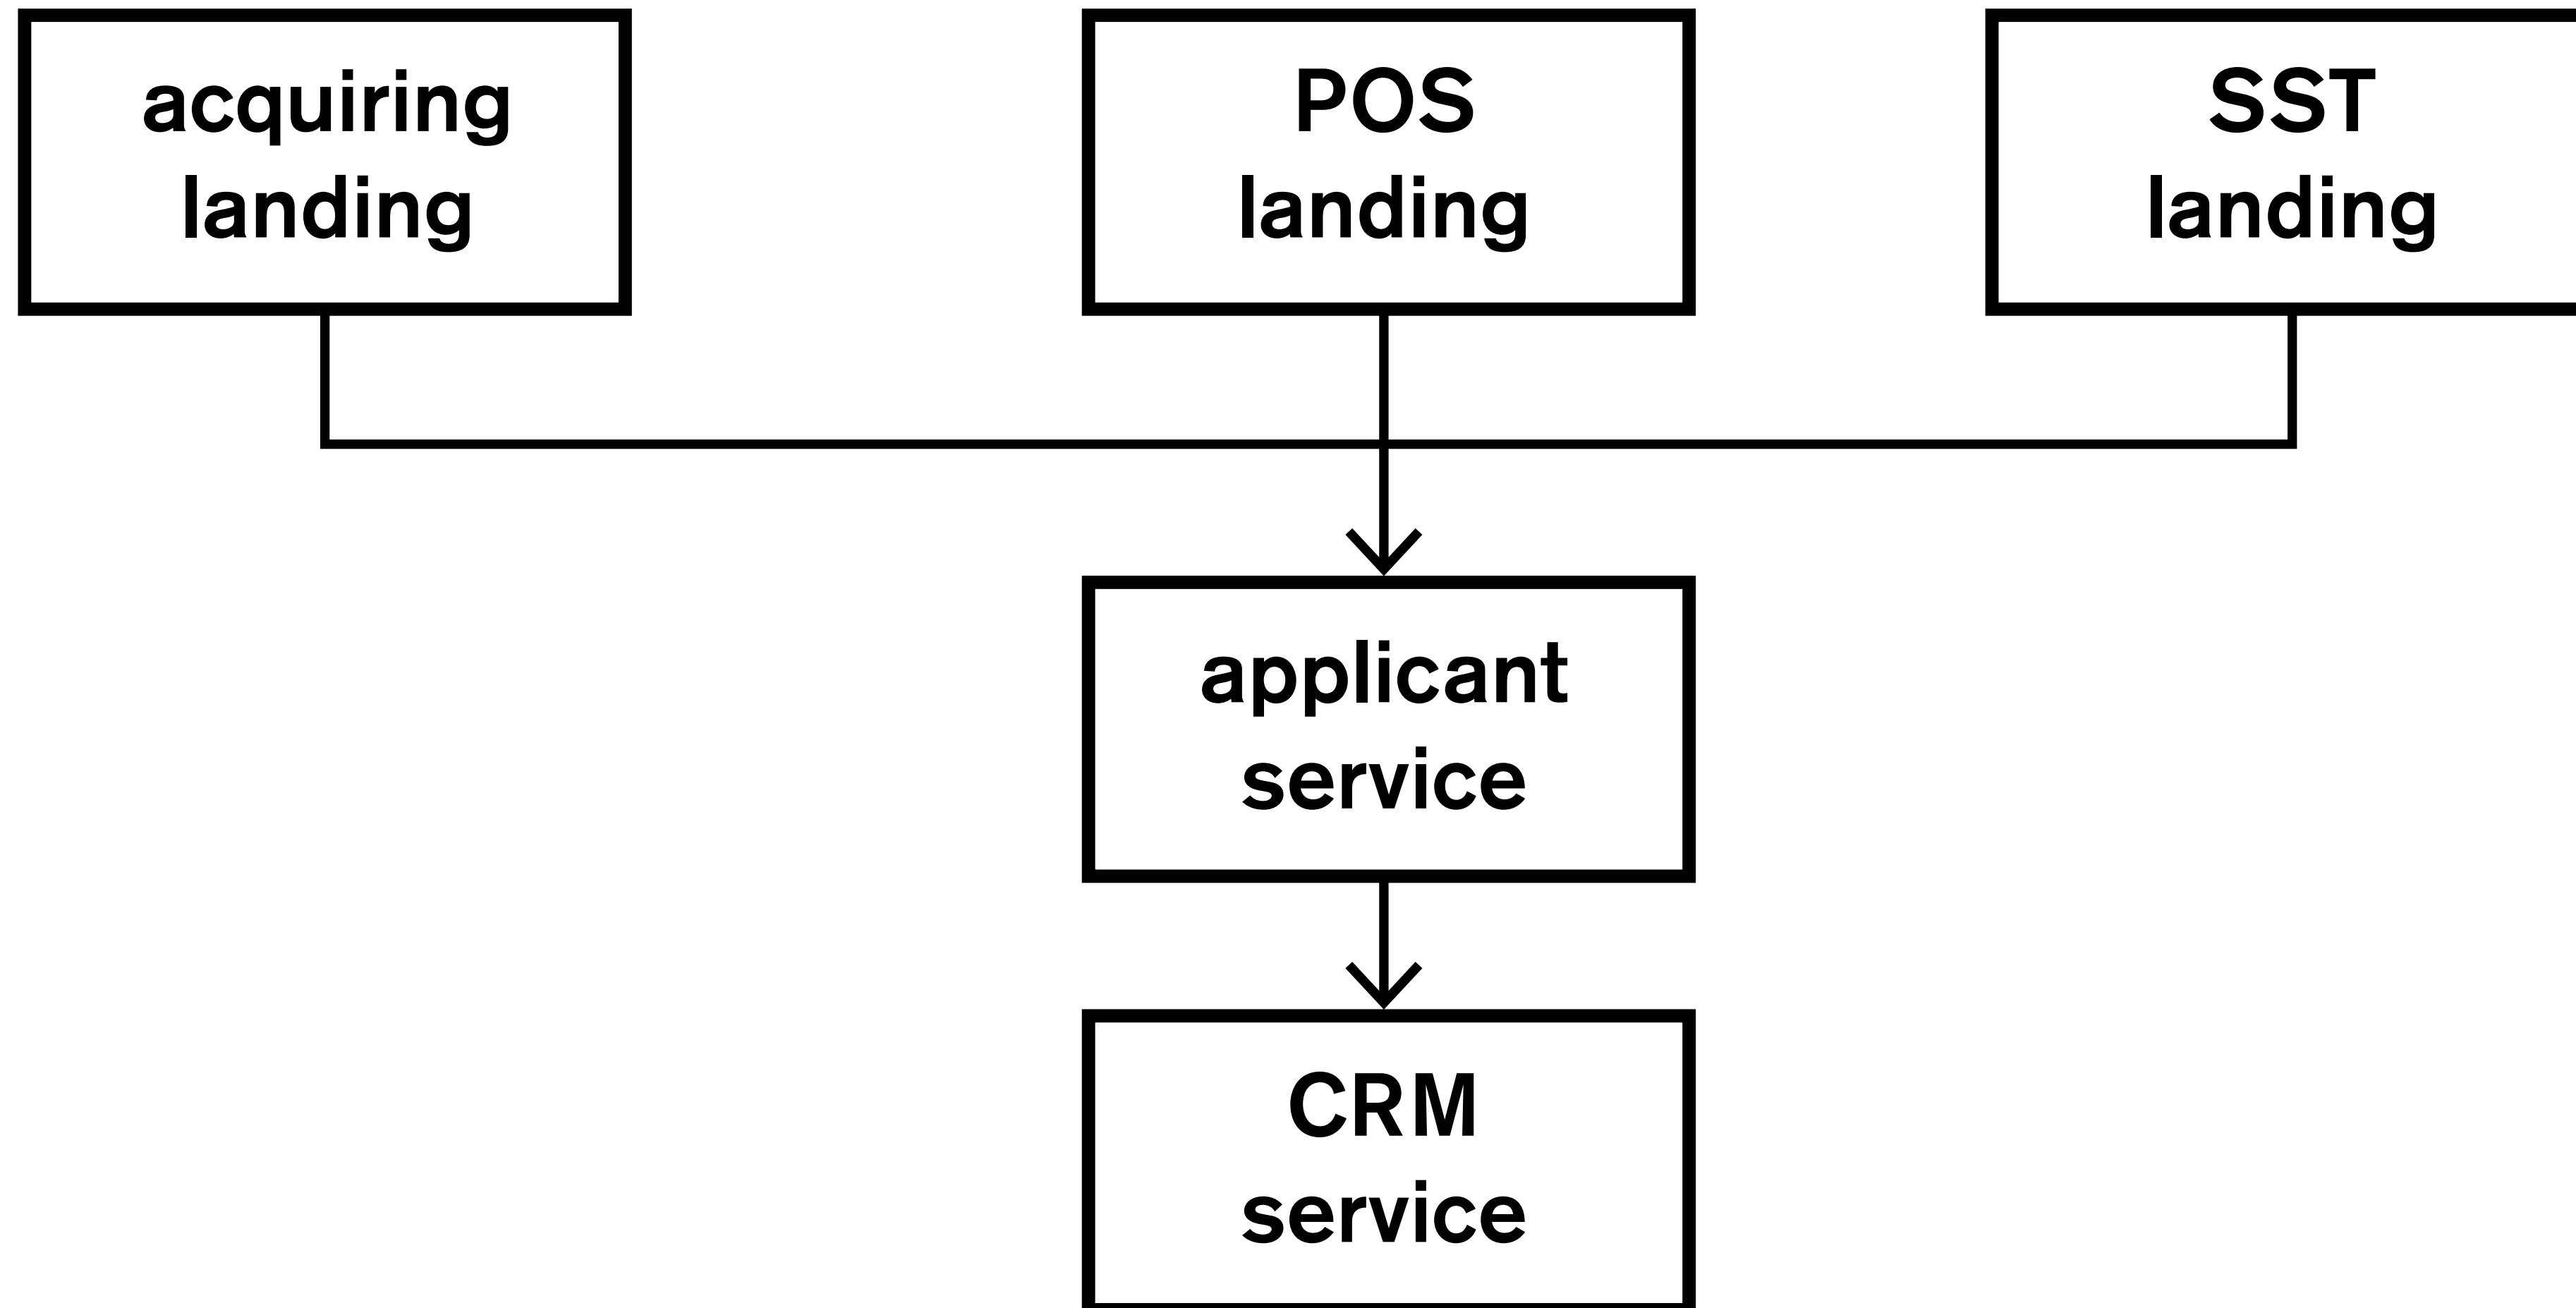 acquiring
landing
POS
landing
SST
landing
applicant
service
CRM
service